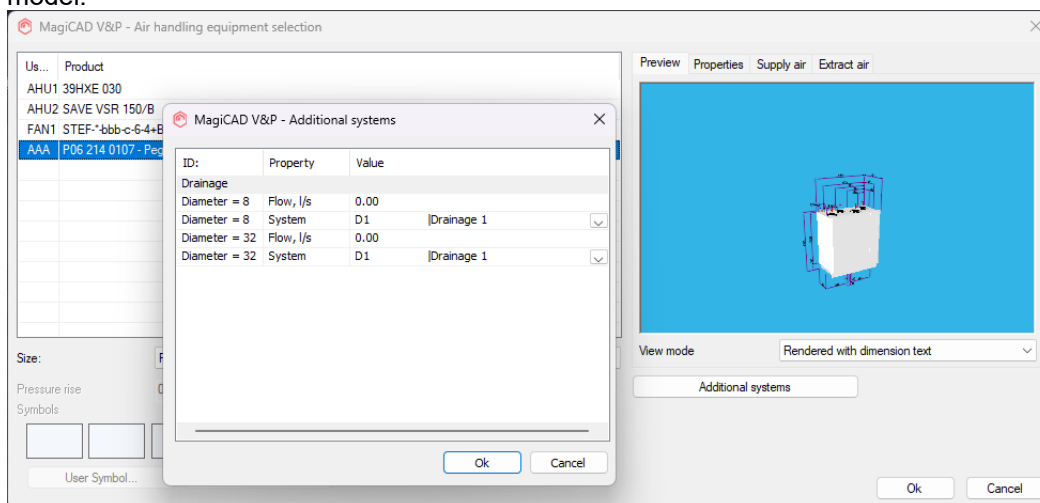 model.
MagiCAD V&P - Air handling equipment selection
Us... Product
AHU1 39HXE 030
AHU2 SAVE VSR 150/B
FAN1 STEF-*-bbb-c-6-4+B
AAA P06 214 0107 - Peg
Size:
Pressure rise 0
Symbols
User Symbol...
MagiCAD V&P - Additional systems
ID: Property Value
Drainage
Diameter = 8 Flow, l/s 0.00
Diameter = 8 System D1 |Drainage 1
Diameter = 32 Flow, l/s 0.00
Diameter = 32 System D1 |Drainage 1
Ok Cancel
Preview Properties Supply air Extract air
View mode Rendered with dimension text
Additional systems
Ok Cancel